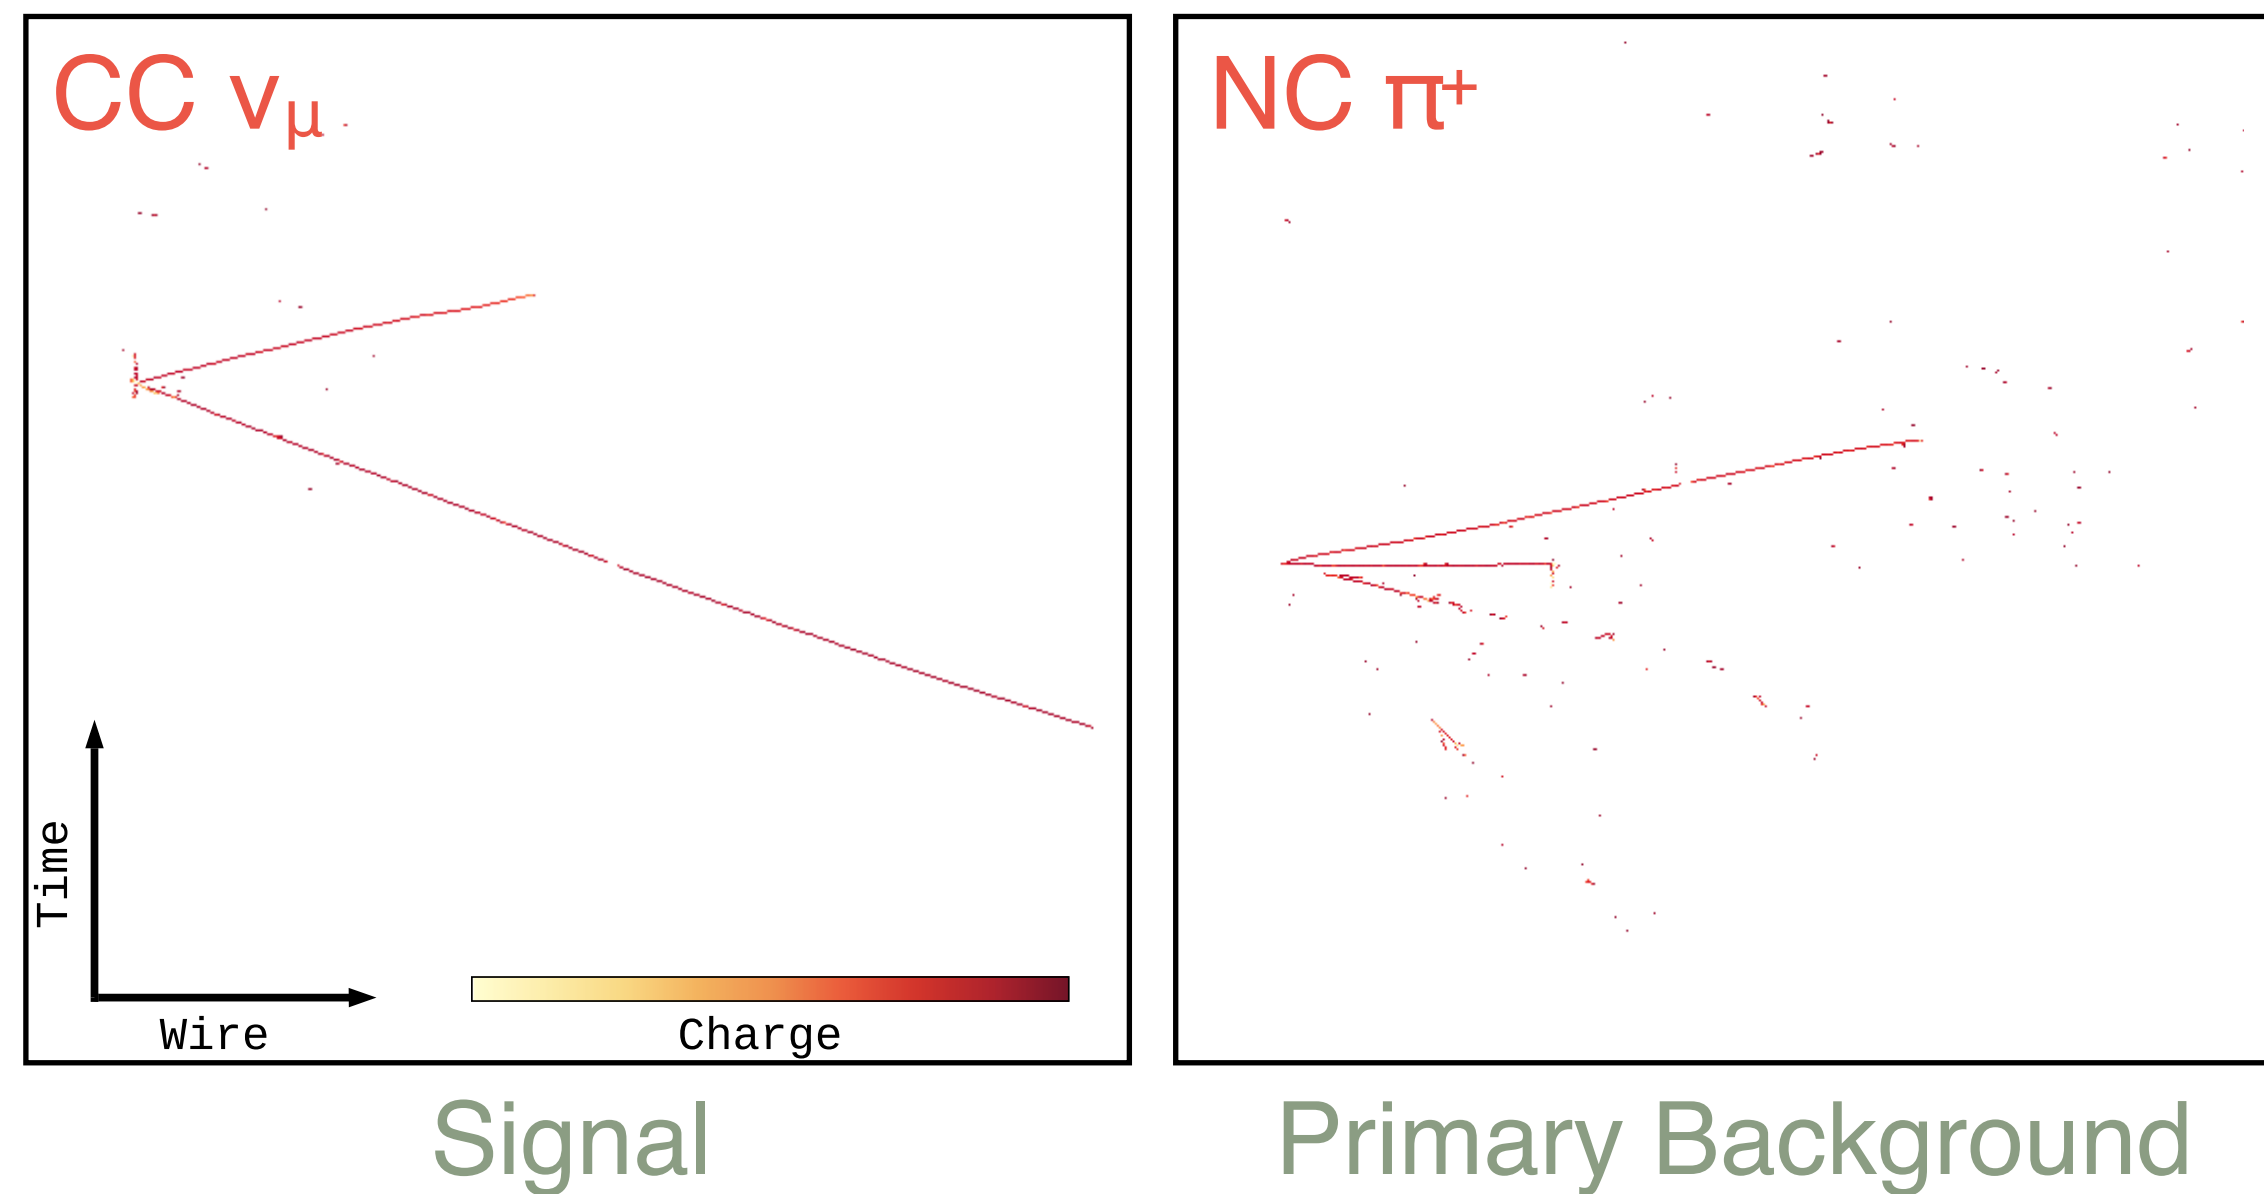 CC νμ
NC π+
Time
Wire
Charge
Signal
Primary Background